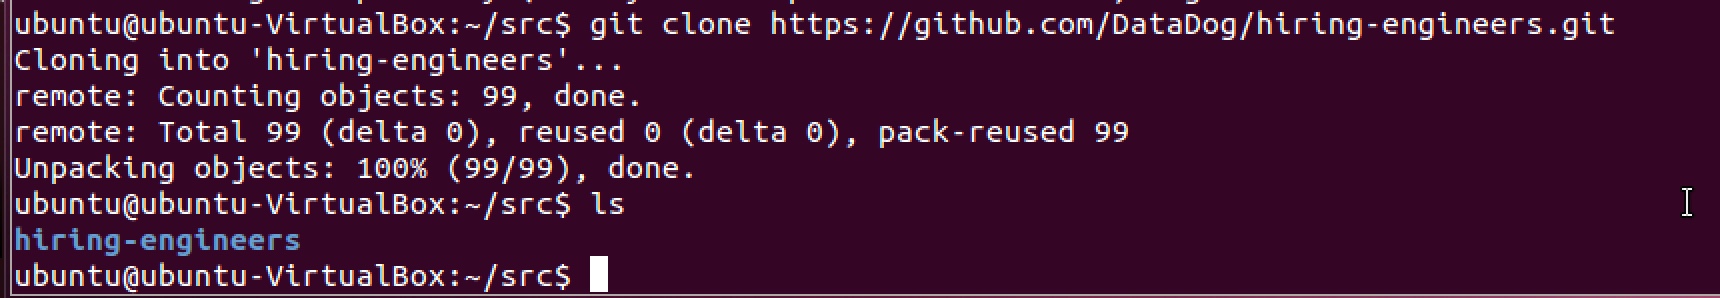 ubuntu@ubuntu-VirtualBox:~/src$ git clone https://github.com/DataDog/hiring-engineers.git
Cloning into 'hiring-engineers'...
remote: Counting objects: 99, done.
remote: Total 99 (delta 0), reused 0 (delta 0), pack-reused 99
Unpacking objects: 100% (99/99), done.
ubuntu@ubuntu-VirtualBox:~/src$ ls
hiring-engineers
ubuntu@ubuntu-VirtualBox:~/src$